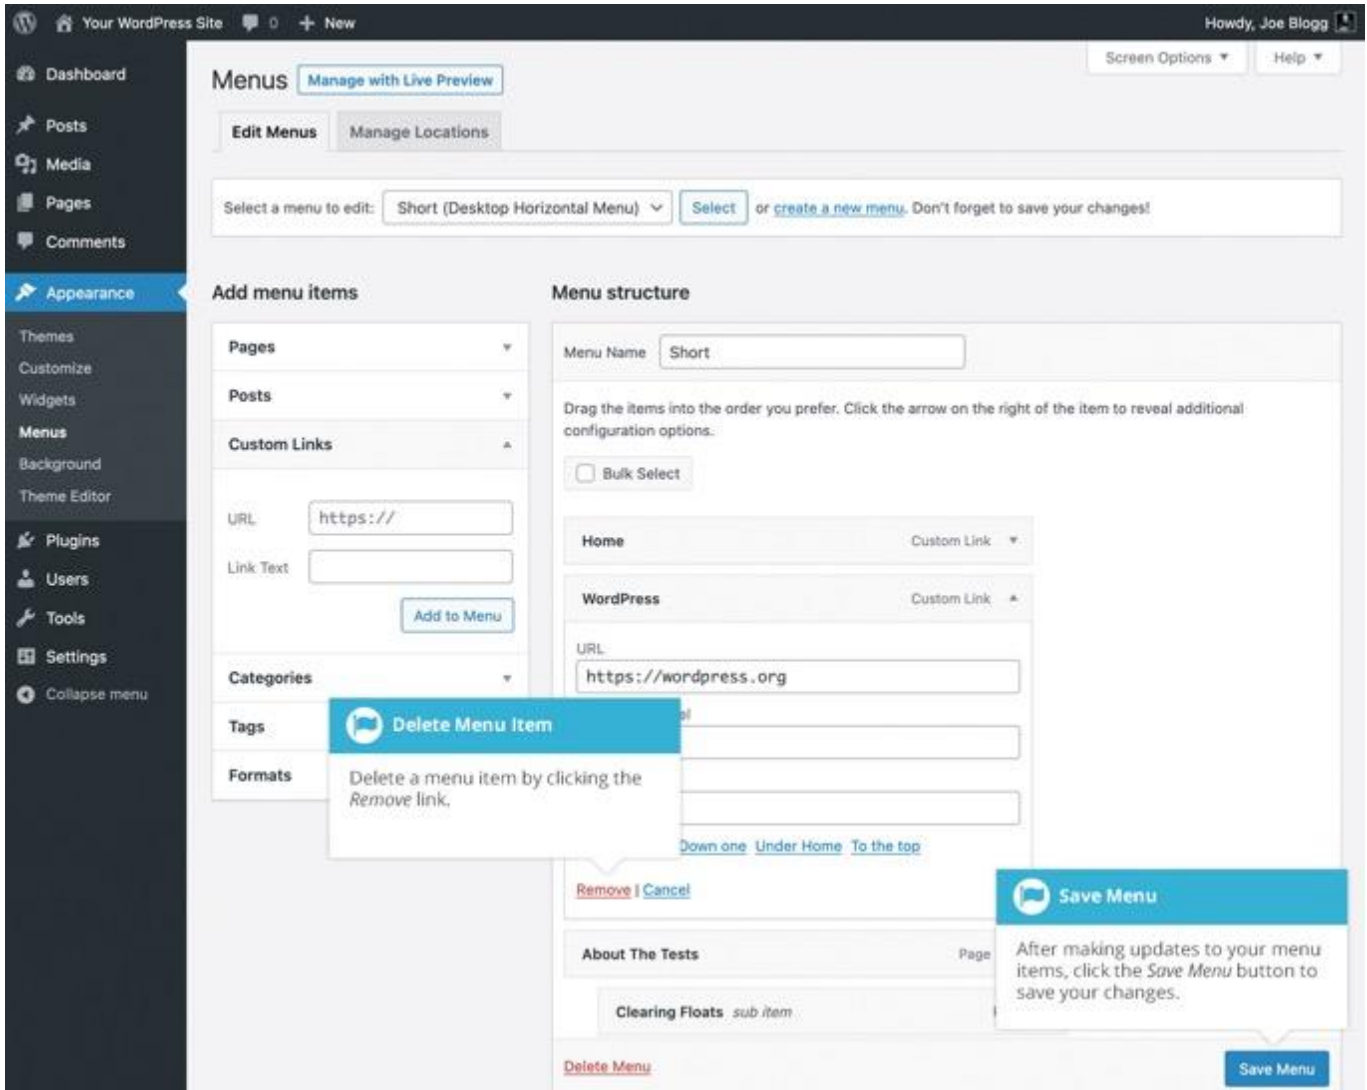 Your WordPress Site 0 + New Howdy, Joe Blogg
Screen Options Help
Dashboard
Posts
Media
Pages
Comments
Appearance
Themes
Customize
Widgets
Menus
Background
Theme Editor
Plugins
Users
Tools
Settings
Collapse menu
Menus Manage with Live Preview
Edit Menus Manage Locations
Select a menu to edit: Short (Desktop Horizontal Menu) Select or create a new menu. Don't forget to save your changes!
Add menu items
Pages
Posts
Custom Links
URL https://
Link Text
Add to Menu
Categories
Tags
Formats
Delete Menu Item
Delete a menu item by clicking the
Remove link.
Menu structure
Menu Name Short
Drag the items into the order you prefer. Click the arrow on the right of the item to reveal additional
configuration options.
Bulk Select
Home Custom Link
WordPress Custom Link
URL
https://wordpress.org
Down one Under Home To the top
Remove | Cancel
About The Tests Page
Clearing Floats sub item
Save Menu
After making updates to your menu
items, click the Save Menu button to
save your changes.
Delete Menu Save Menu